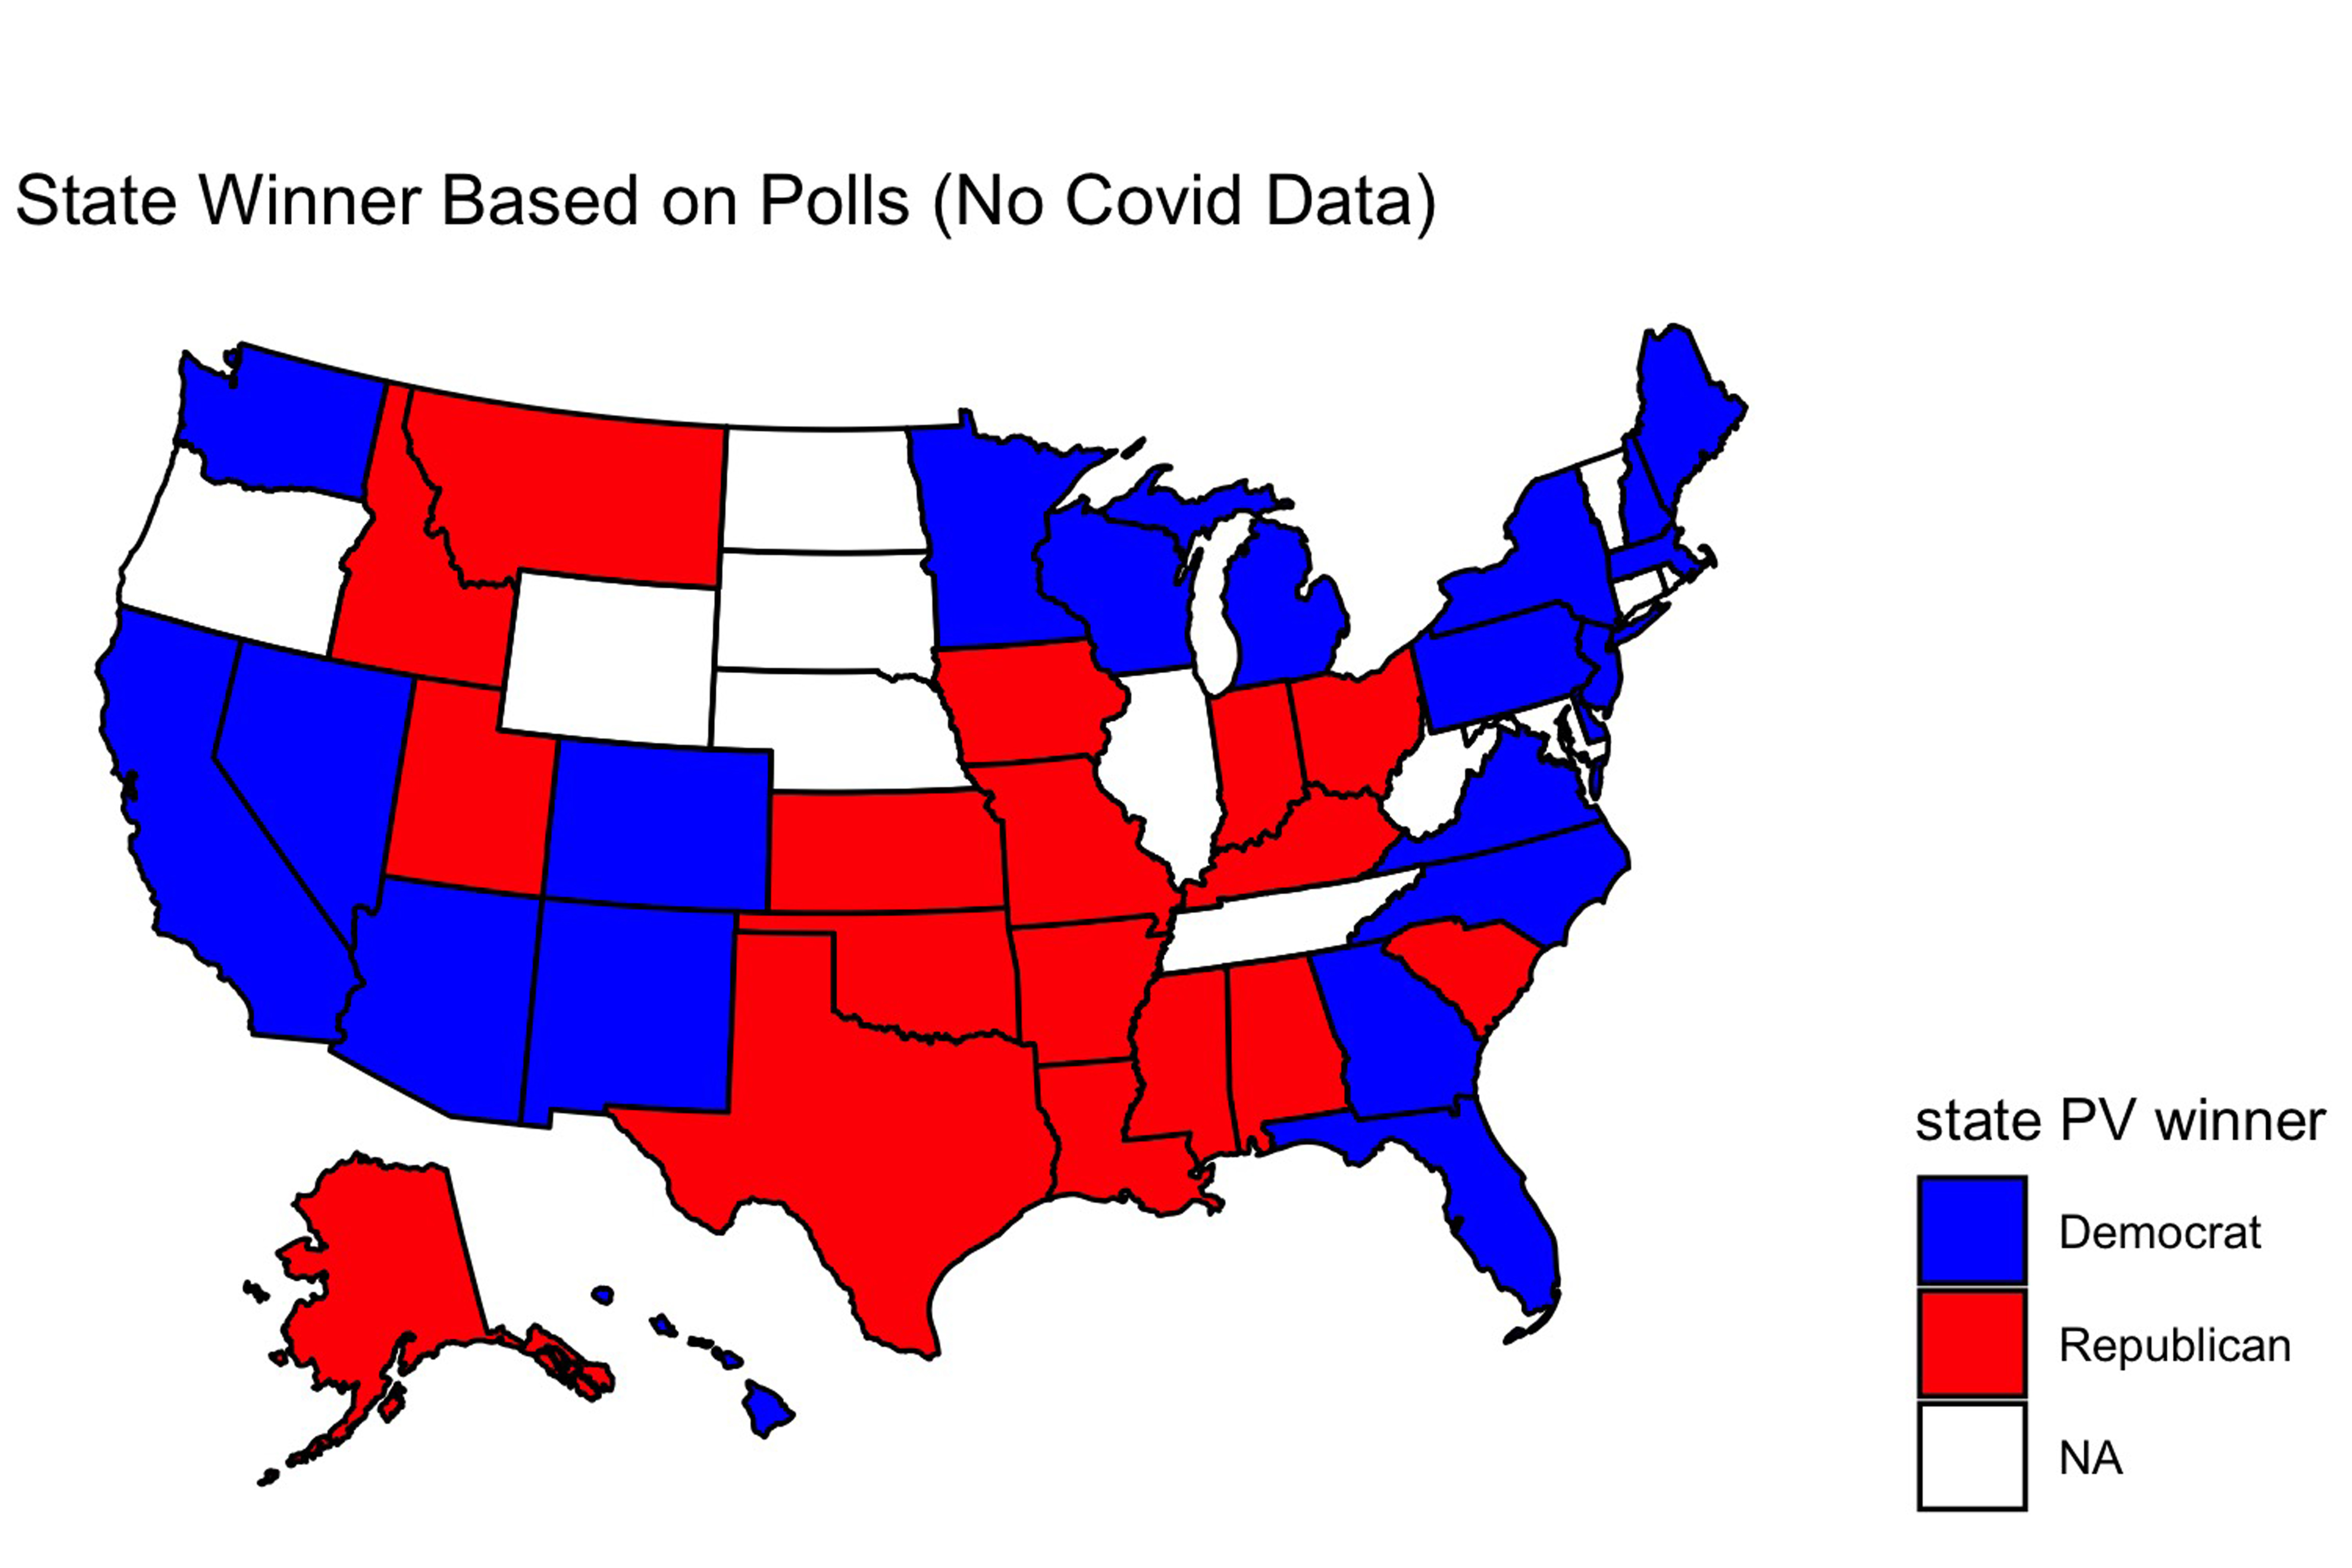 State Winner Based on Polls (No Covid Data)
state PV winner
Democrat
Republican
NA